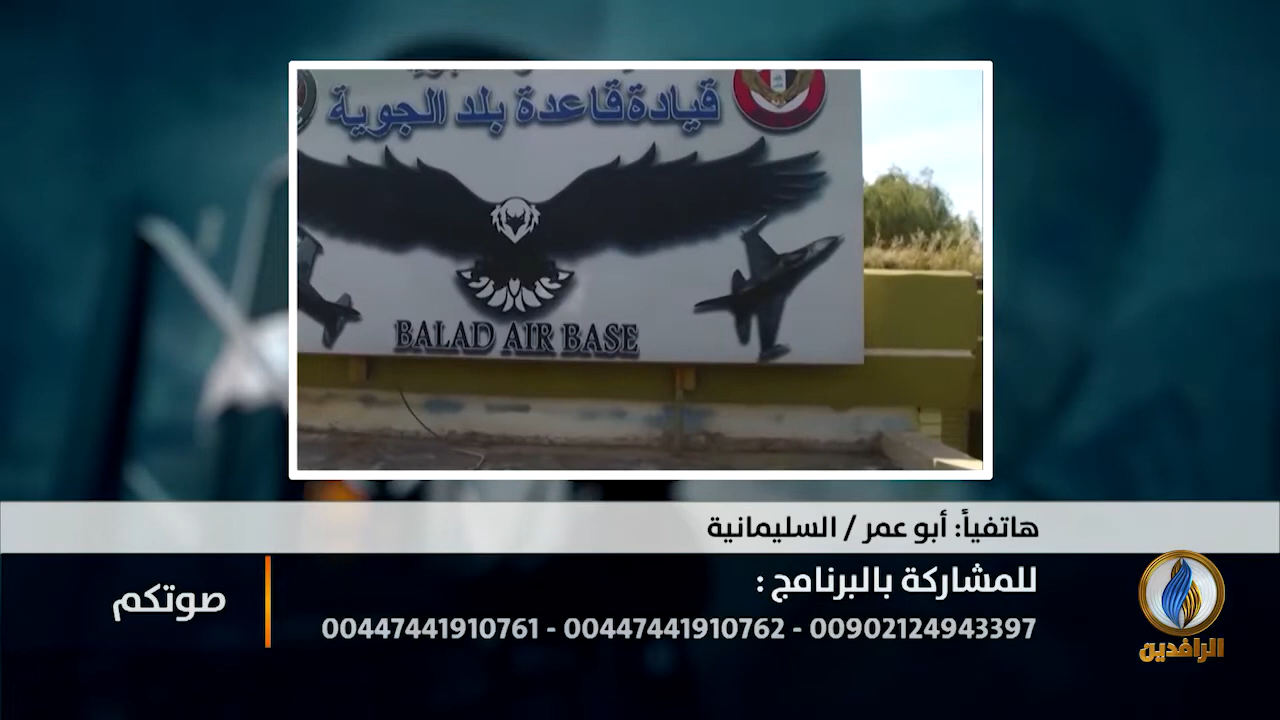 قيادة قاعدة بلد الجوية
BALAD AIR BASE
هاتفياً: أبو عمر / السليمانية
للمشاركة بالبرنامج :
00447441910761 - 00447441910762 - 00902124943397
صوتكم
الرافدين